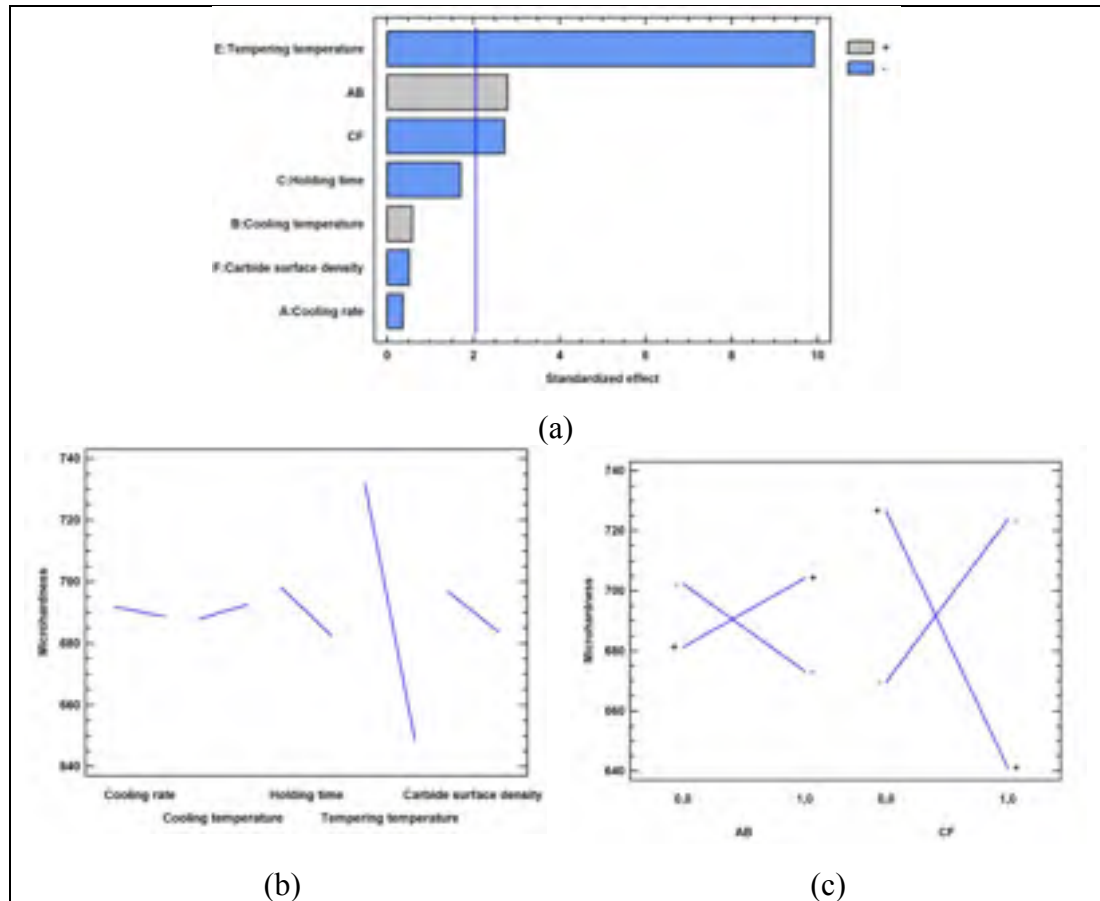 E:Tempering temperature
+
-
AB
CF
C:Holding time
B:Cooling temperature
F:Carbide surface density
A:Cooling rate
0 2 4 6 8 10
Standardized effect
(a)
740
720
700
680
660
640
Microhardness
Cooling rate Holding time Carbide surface density
Cooling temperature Tempering temperature
(b)
740
720
700
680
660
640
Microhardness
+
-
+
-
+
-
-
+
0,0 1,0 0,0 1,0
AB CF
(c)